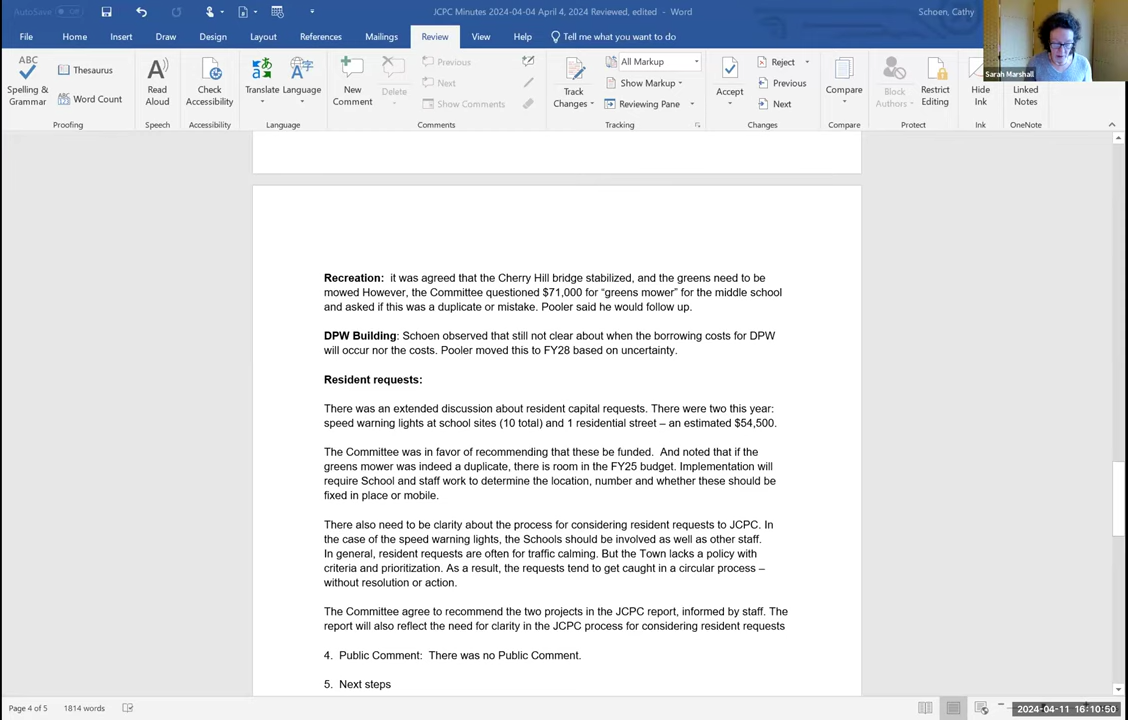 AutoSave Off
JCPC Minutes 2024-04-04 April 4, 2024 Reviewed, edited - Word
Schoen, Cathy
File Home Insert Draw Design Layout References Mailings Review View Help Tell me what you want to do
ABC
Spelling & Grammar
Thesaurus
Word Count
Proofing
Read Aloud
Speech
Check Accessibility
Accessibility
Translate
Language
Language
New Comment
Delete
Previous
Next
Show Comments
Comments
Track Changes
All Markup
Show Markup
Reviewing Pane
Tracking
Accept
Reject
Previous
Next
Changes
Compare
Compare
Block Authors
Restrict Editing
Protect
Hide Ink
Ink
Linked Notes
OneNote
Sarah Marshall
Recreation: it was agreed that the Cherry Hill bridge stabilized, and the greens need to be
mowed However, the Committee questioned $71,000 for “greens mower” for the middle school
and asked if this was a duplicate or mistake. Pooler said he would follow up.
DPW Building: Schoen observed that still not clear about when the borrowing costs for DPW
will occur nor the costs. Pooler moved this to FY28 based on uncertainty.
Resident requests:
There was an extended discussion about resident capital requests. There were two this year:
speed warning lights at school sites (10 total) and 1 residential street – an estimated $54,500.
The Committee was in favor of recommending that these be funded. And noted that if the
greens mower was indeed a duplicate, there is room in the FY25 budget. Implementation will
require School and staff work to determine the location, number and whether these should be
fixed in place or mobile.
There also need to be clarity about the process for considering resident requests to JCPC. In
the case of the speed warning lights, the Schools should be involved as well as other staff.
In general, resident requests are often for traffic calming. But the Town lacks a policy with
criteria and prioritization. As a result, the requests tend to get caught in a circular process –
without resolution or action.
The Committee agree to recommend the two projects in the JCPC report, informed by staff. The
report will also reflect the need for clarity in the JCPC process for considering resident requests
4. Public Comment: There was no Public Comment.
5. Next steps
Page 4 of 5 1814 words
2024-04-11 16:10:50